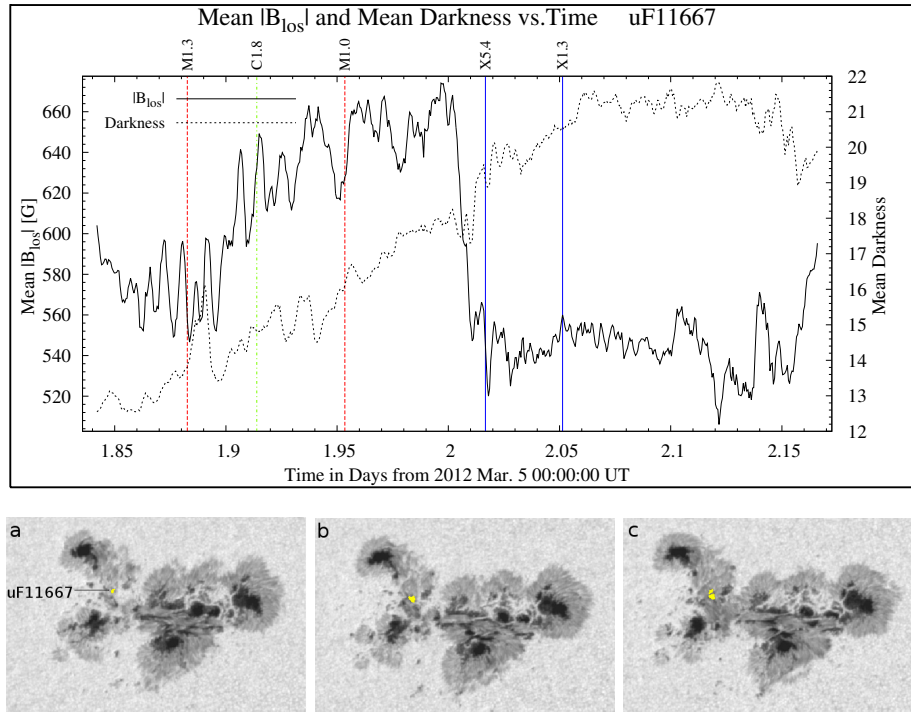 Mean |B_los| and Mean Darkness vs.Time uF11667
M1.3
C1.8
M1.0
X5.4
X1.3
|B_los|
Darkness
660
640
620
600
580
560
540
520
Mean |B_los| [G]
22
21
20
19
18
17
16
15
14
13
12
Mean Darkness
1.85 1.9 1.95 2 2.05 2.1 2.15
Time in Days from 2012 Mar. 5 00:00:00 UT
a
uF11667
b
c